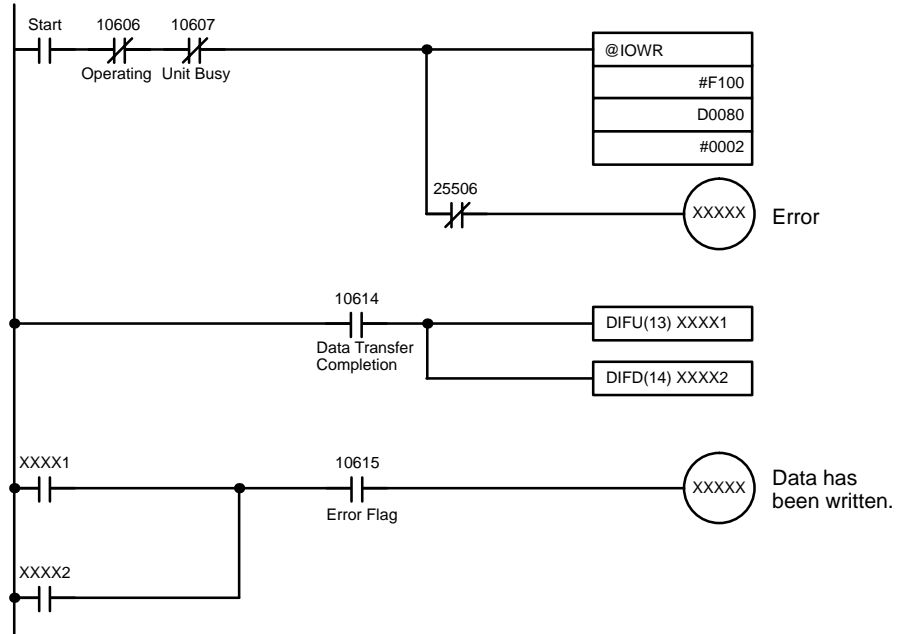 Start
10606
10607
Operating
Unit Busy
@IOWR
#F100
D0080
#0002
25506
XXXXX
Error
10614
Data Transfer
Completion
DIFU(13) XXXX1
DIFD(14) XXXX2
XXXX1
10615
Error Flag
XXXXX
Data has
been written.
XXXX2